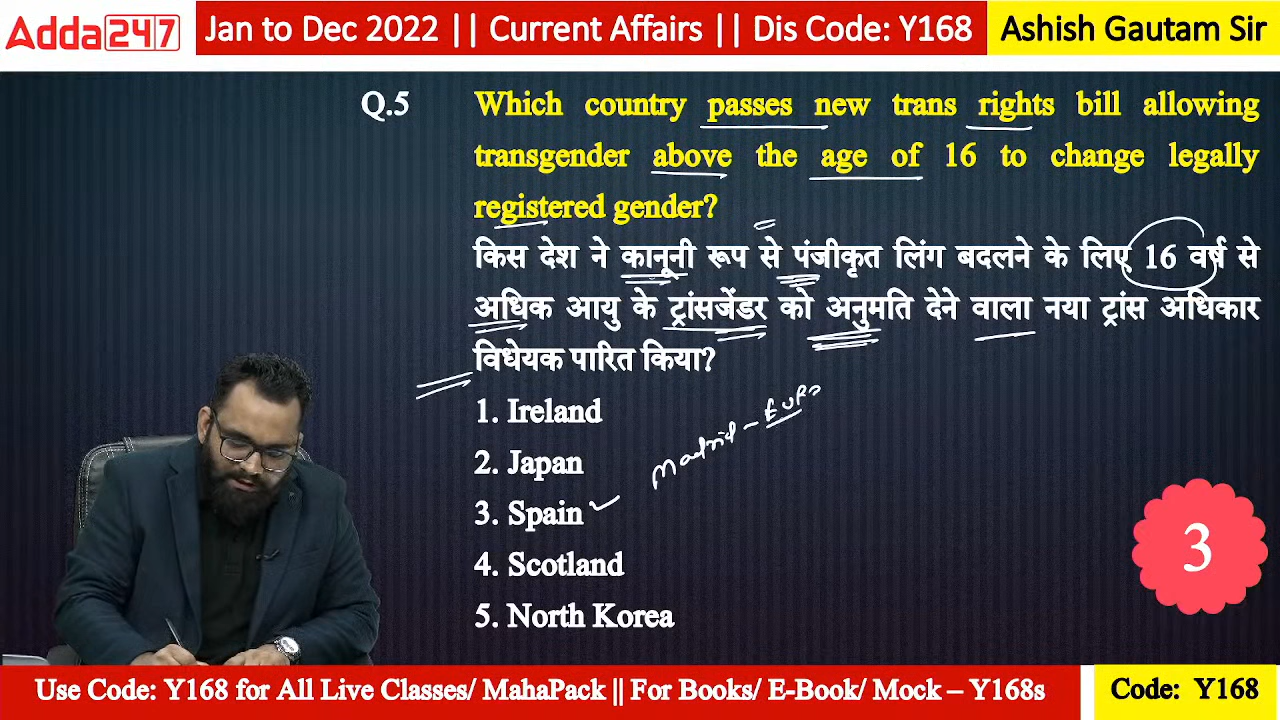 Adda247 Jan to Dec 2022 || Current Affairs || Dis Code: Y168 Ashish Gautam Sir
Q.5 Which country passes new trans rights bill allowing
transgender above the age of 16 to change legally
registered gender?
किस देश ने कानूनी रूप से पंजीकृत लिंग बदलने के लिए 16 वर्ष से
अधिक आयु के ट्रांसजेंडर को अनुमति देने वाला नया ट्रांस अधिकार
विधेयक पारित किया?
1. Ireland
2. Japan
Madrid - Euro
3. Spain
3
4. Scotland
5. North Korea
Use Code: Y168 for All Live Classes/ MahaPack || For Books/ E-Book/ Mock – Y168s Code: Y168